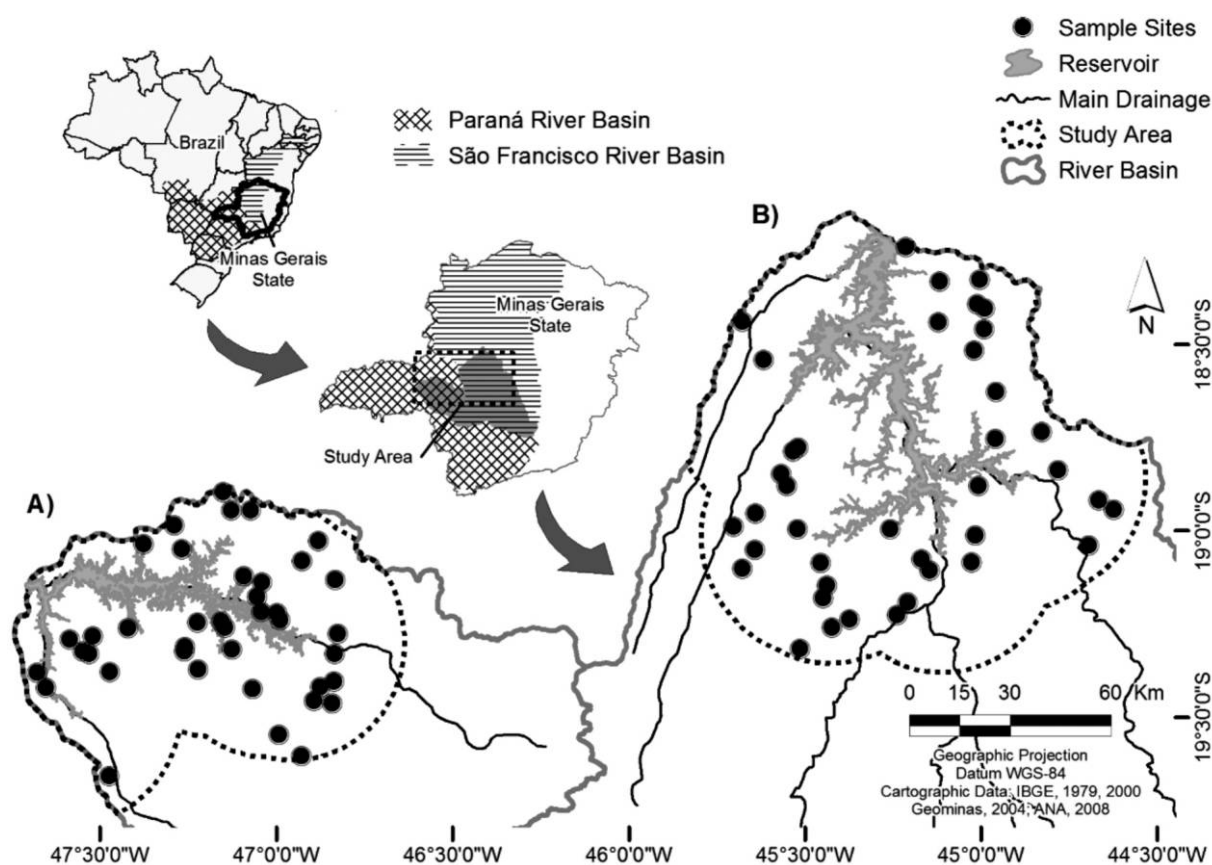 Sample Sites
Reservoir
Main Drainage
Study Area
River Basin
Paraná River Basin
São Francisco River Basin
Brazil
Minas Gerais
State
Minas Gerais
State
Study Area
A)
B)
N
18°30'0"S
19°0'0"S
19°30'0"S
0 15 30 60 Km
Geographic Projection
Datum WGS-84
Cartographic Data: IBGE, 1979, 2000
Geominas, 2004; ANA, 2008
47°30'0"W 47°0'0"W 46°30'0"W 46°0'0"W 45°30'0"W 45°0'0"W 44°30'0"W